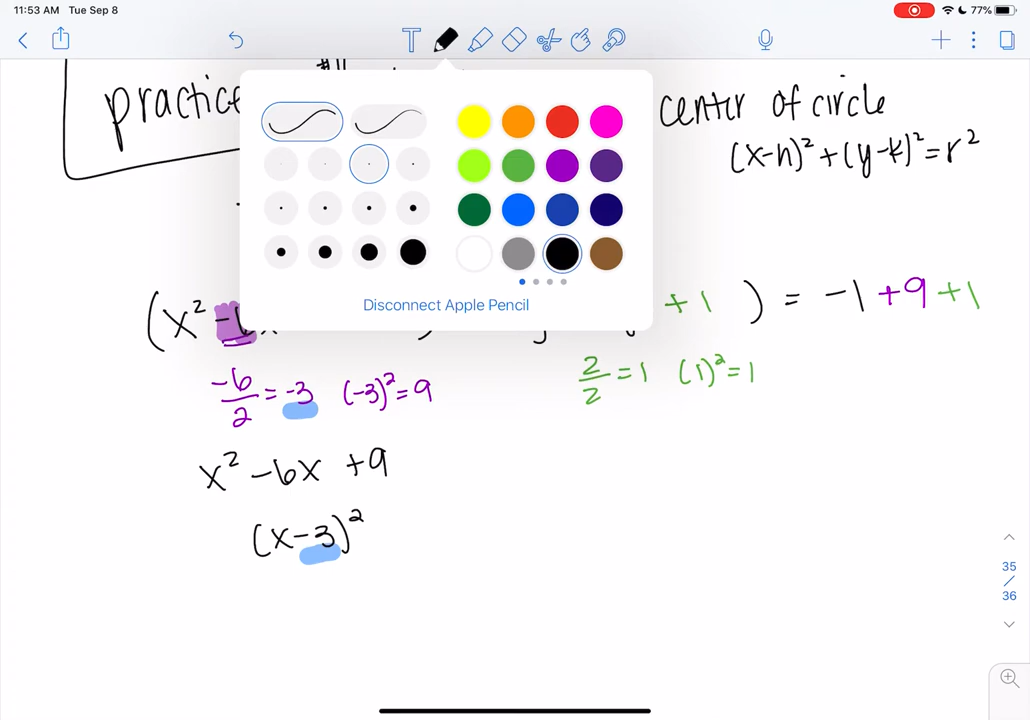 11:53 AM Tue Sep 8
77%
T
#11
practice
center of circle
(x-h)² + (y-k)² = r²
Disconnect Apple Pencil
(x² -6x
+1 ) = -1 +9 +1
-6/2 = -3 (-3)² = 9
2/2 = 1 (1)² = 1
x² -6x +9
(x-3)²
35
/
36